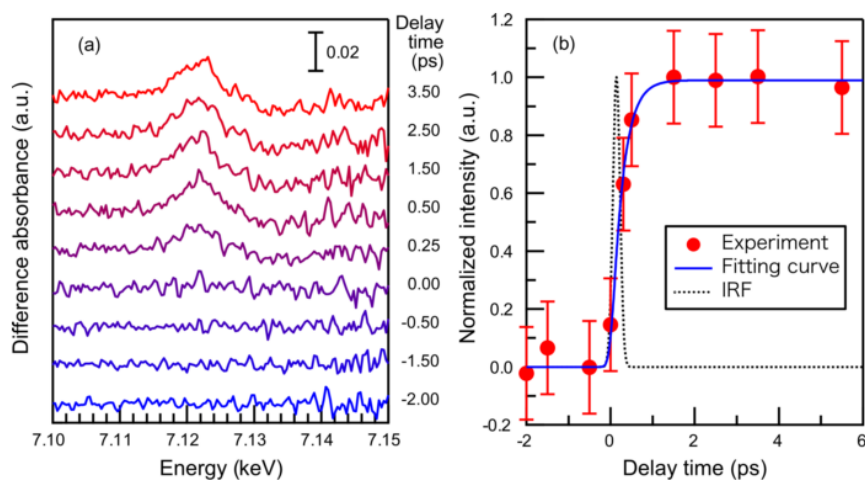 (a)
0.02
Delay
time
(ps)
3.50
2.50
1.50
0.50
0.25
0.00
-0.50
-1.50
-2.00
Difference absorbance (a.u.)
7.10 7.11 7.12 7.13 7.14 7.15
Energy (keV)
(b)
Normalized intensity (a.u.)
1.2
1.0
0.8
0.6
0.4
0.2
0.0
-0.2
Experiment
Fitting curve
IRF
-2 0 2 4 6
Delay time (ps)